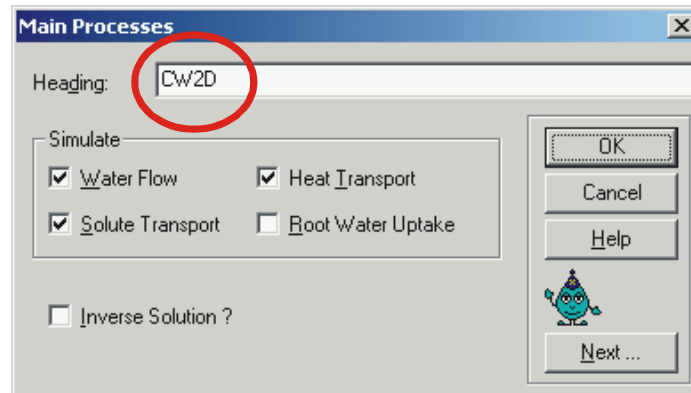 Main Processes
Heading: CW2D
Simulate
Water Flow
Heat Transport
Solute Transport
Root Water Uptake
Inverse Solution ?
OK
Cancel
Help
Next ...